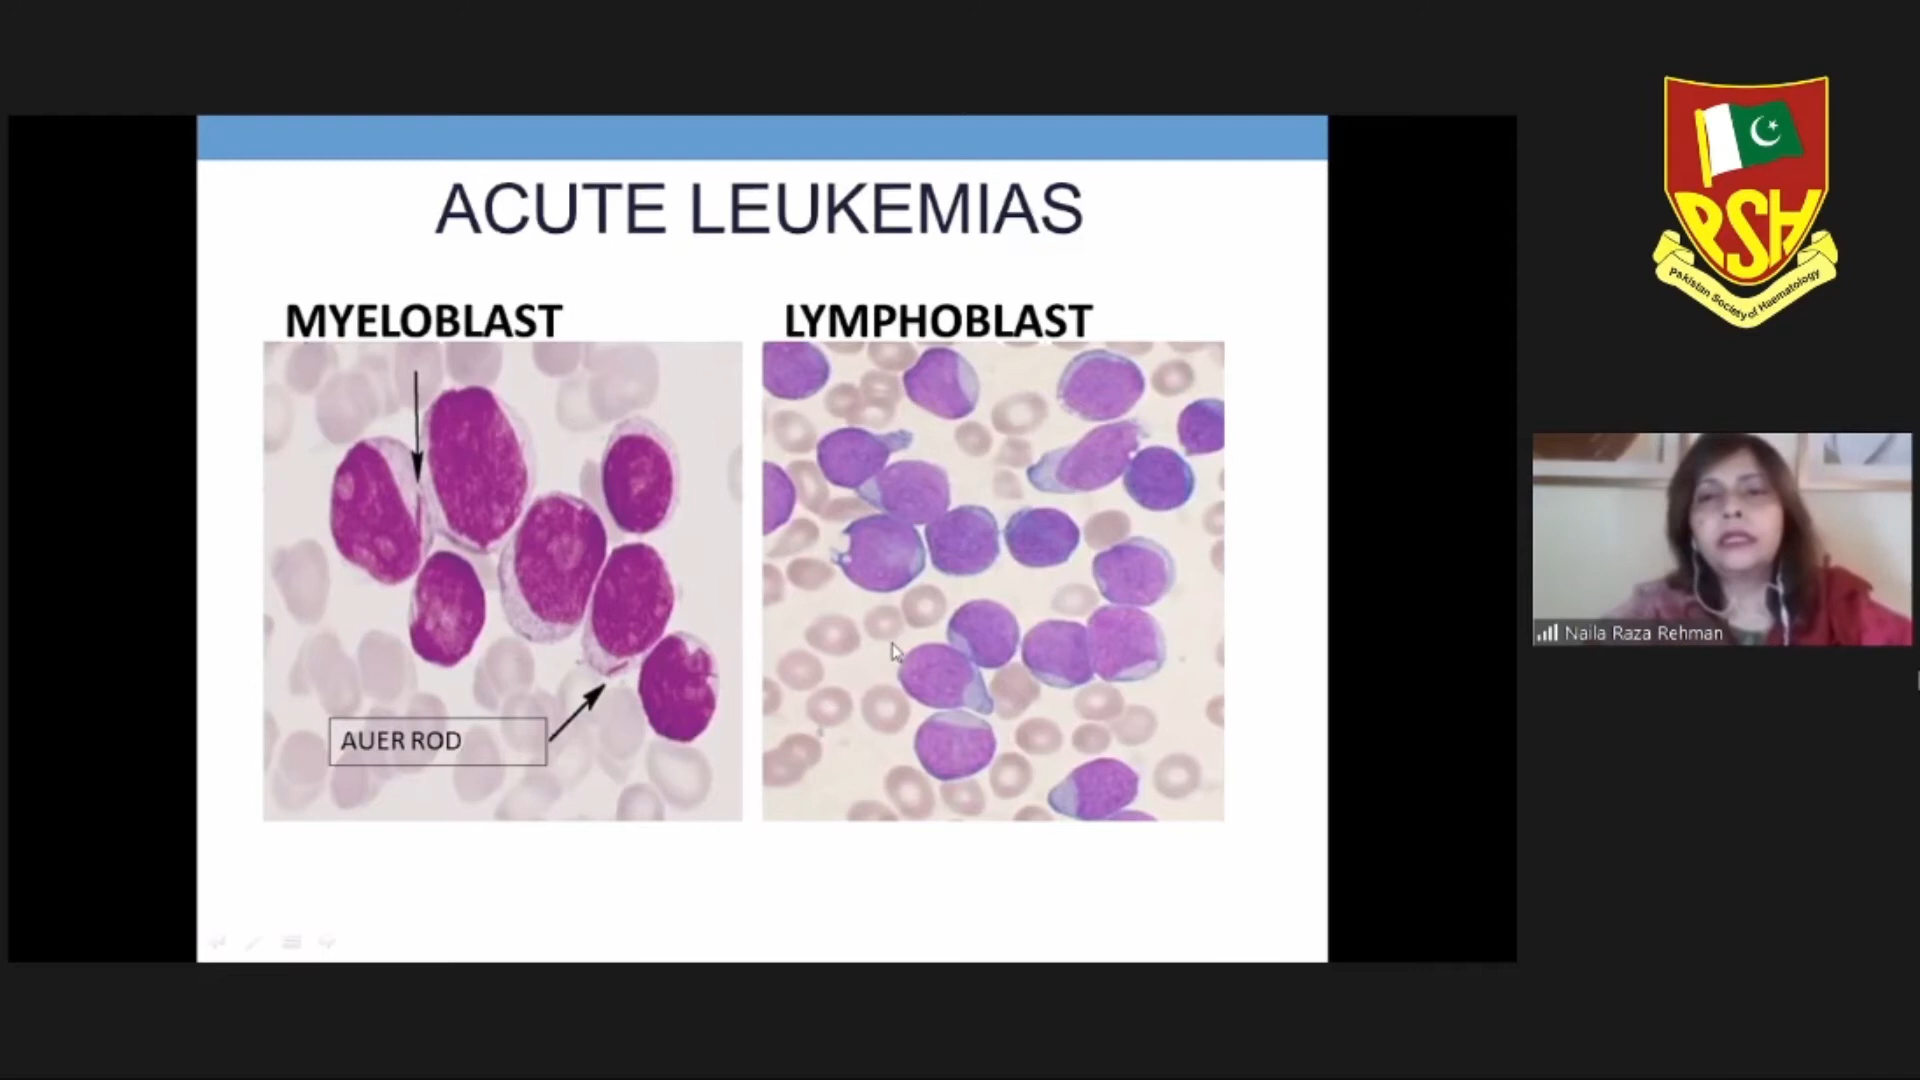 ACUTE LEUKEMIAS
MYELOBLAST
LYMPHOBLAST
AUER ROD
PSH
Pakistan Society of Haematology
Naila Raza Rehman